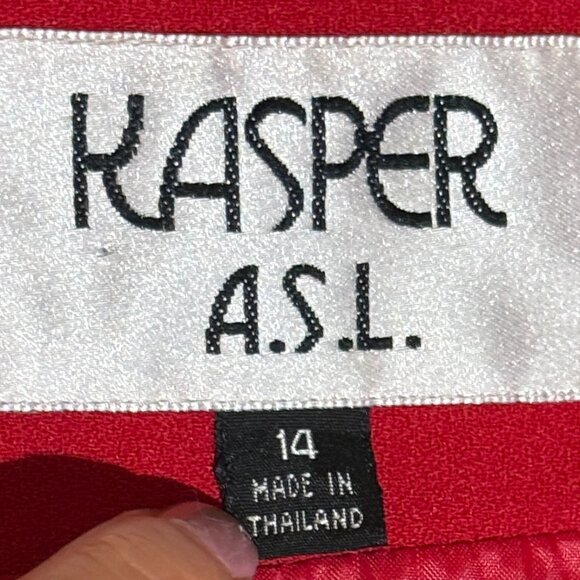 KASPER
A.S.L.
14
MADE IN
THAILAND